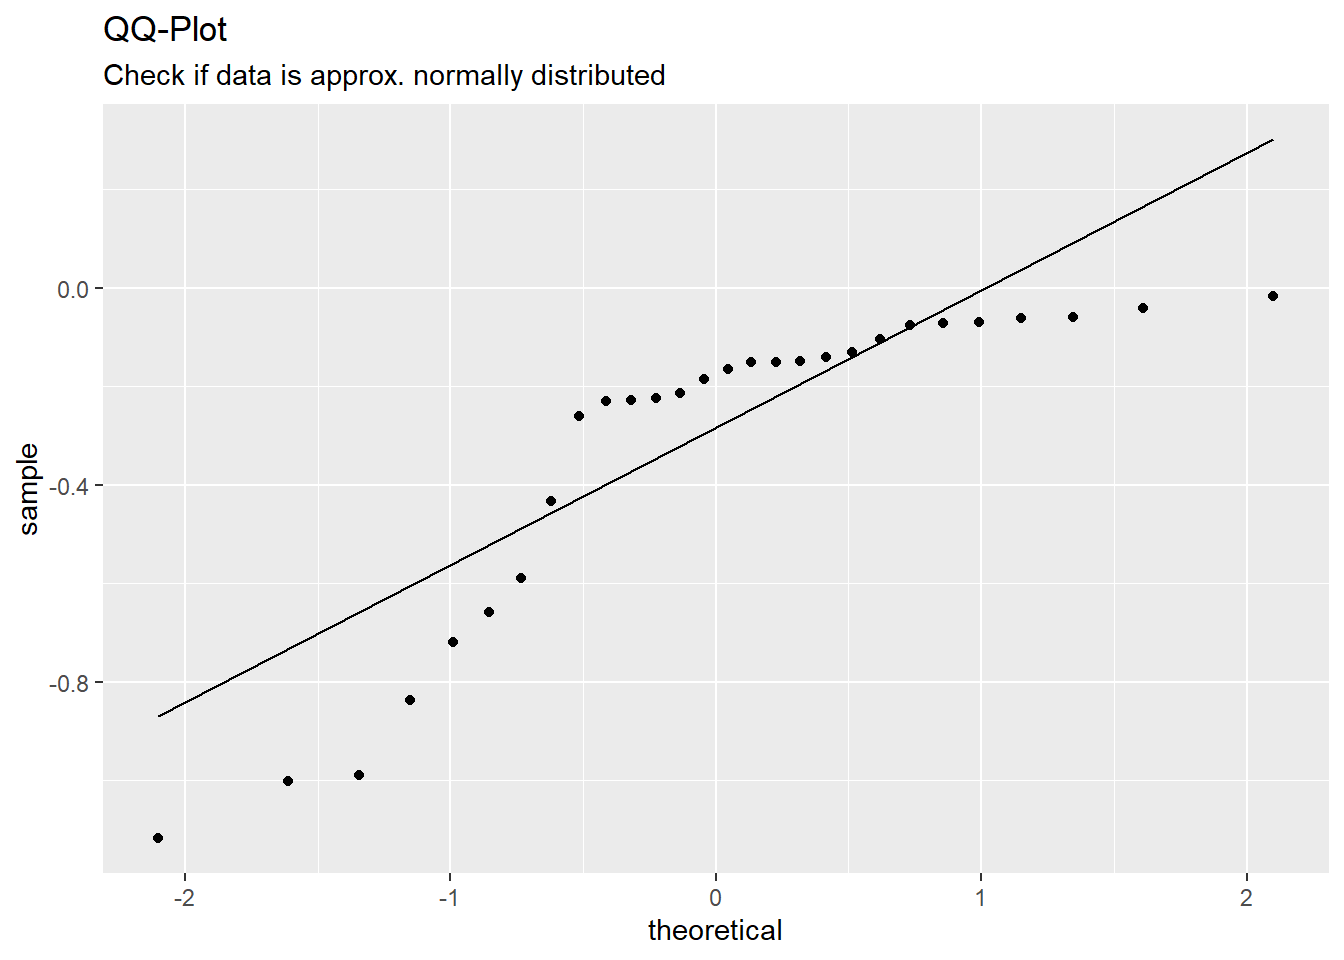 QQ-Plot
Check if data is approx. normally distributed
0.0
-0.4
-0.8
sample
-2
-1
0
1
2
theoretical